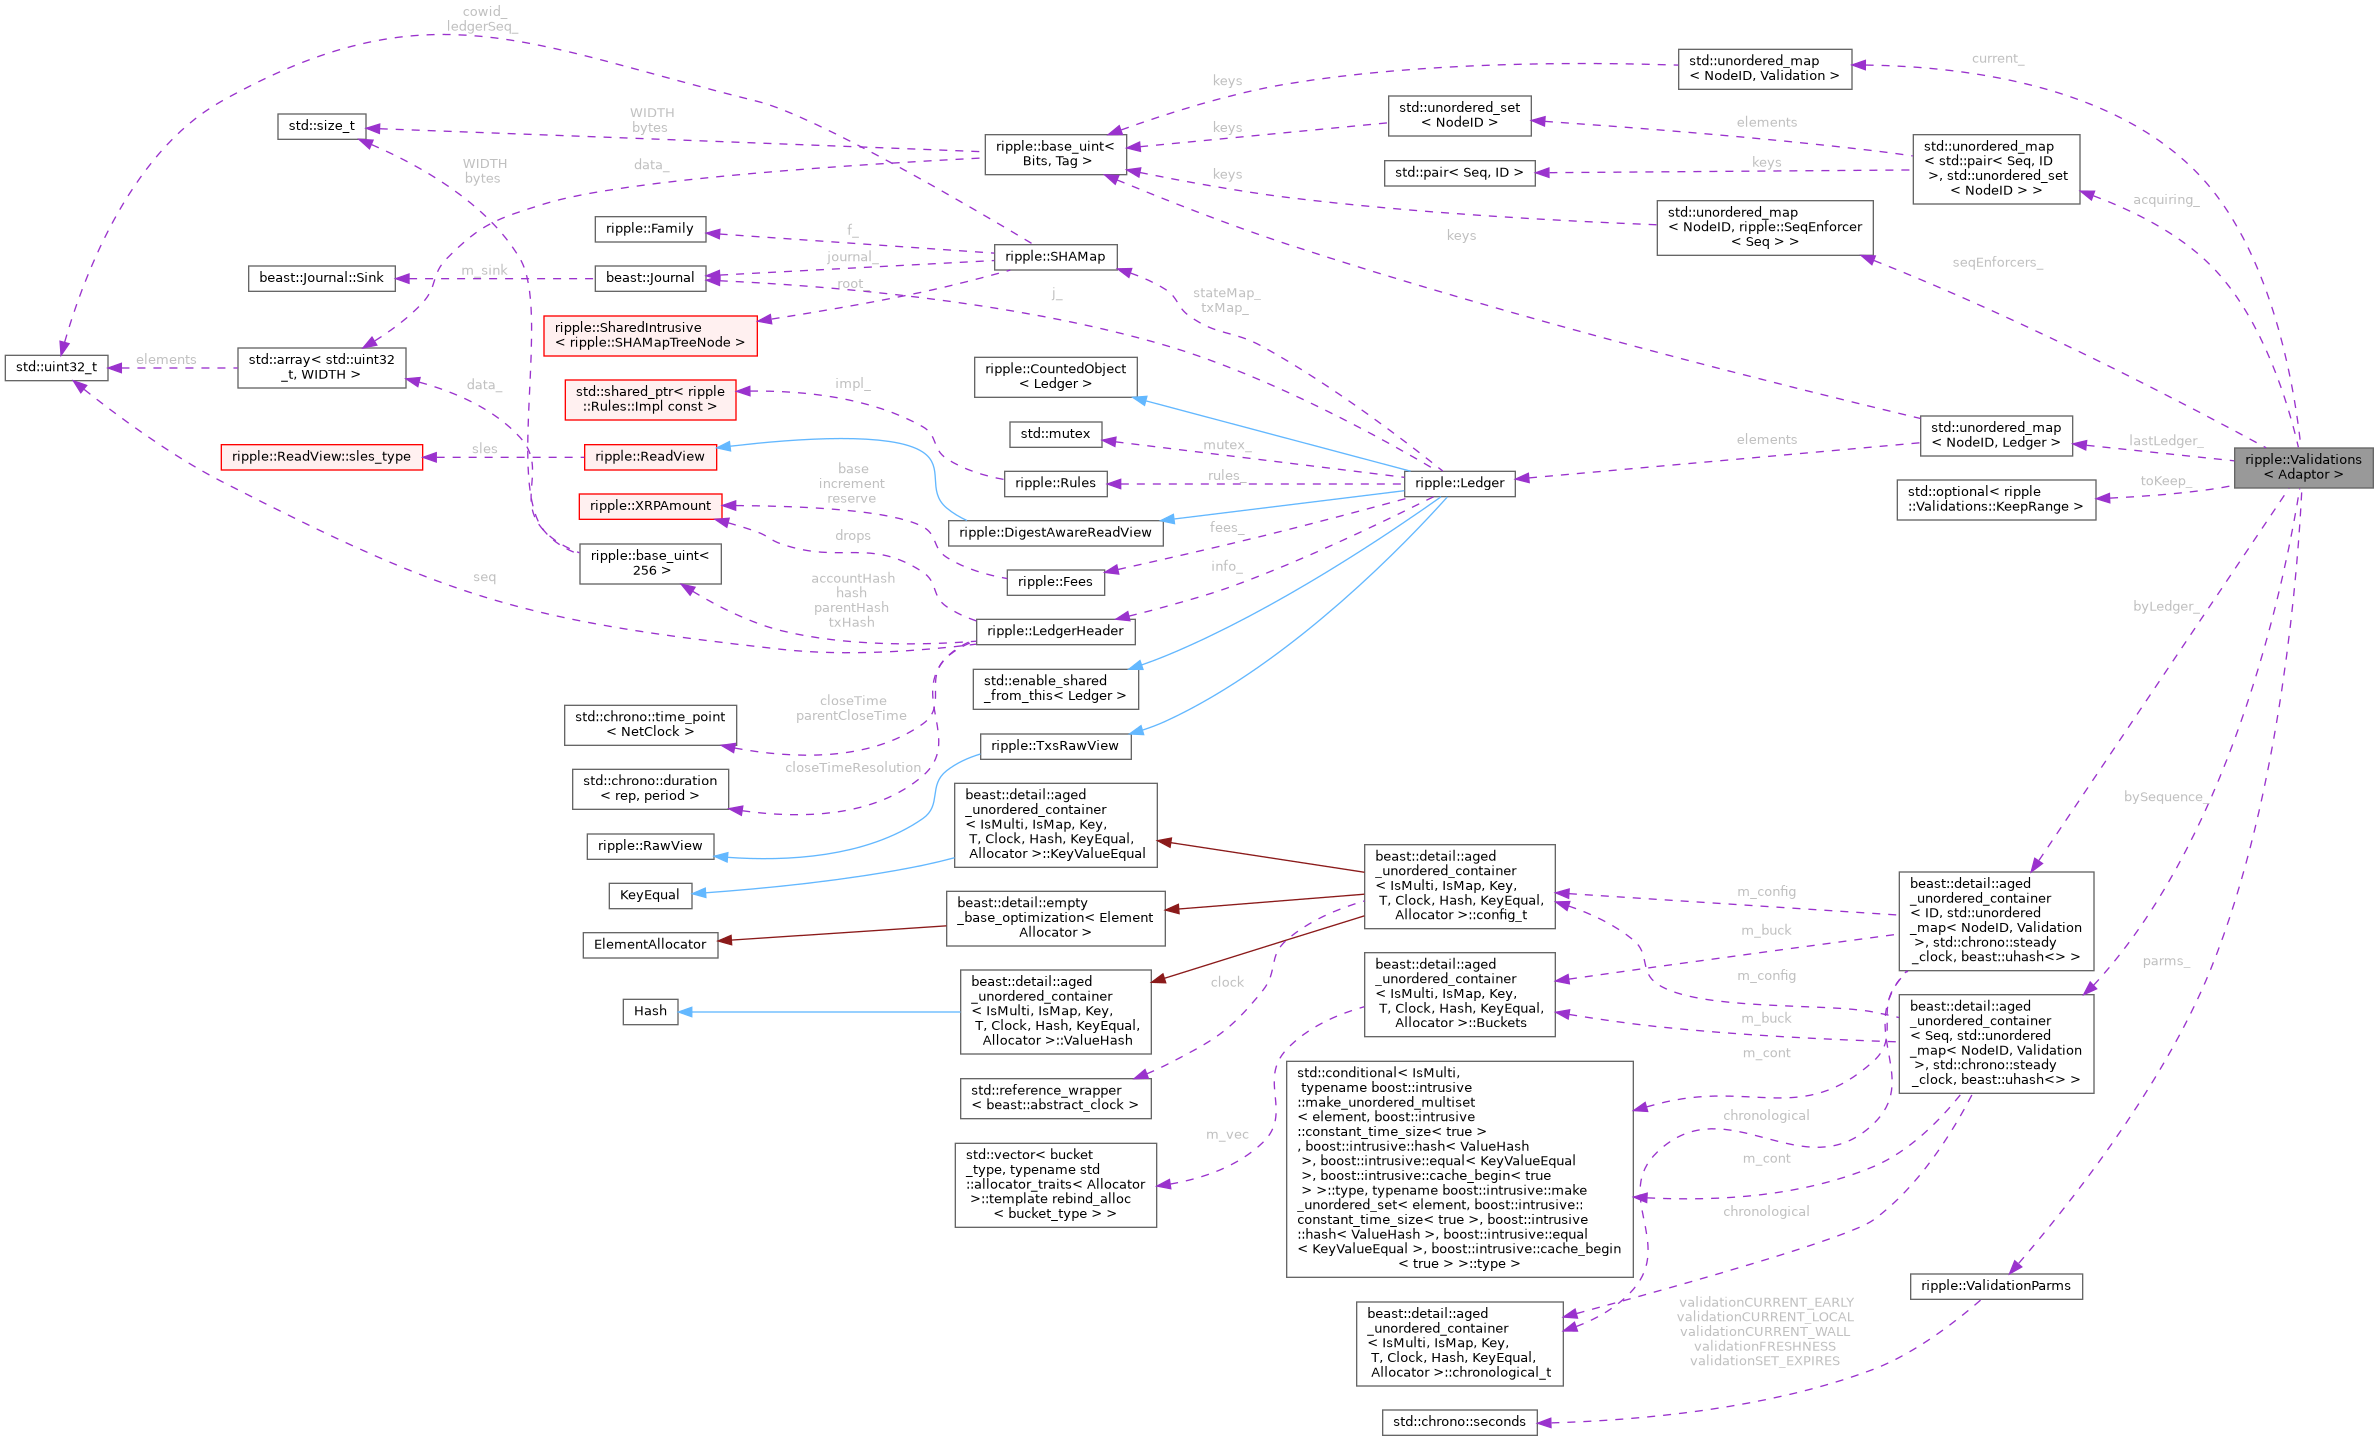 cowid_
ledgerSeq_
std::unordered_map
< NodeID, Validation >
current_
keys
std::size_t
WIDTH
bytes
std::unordered_set
< NodeID >
keys
elements
ripple::base_uint<
Bits, Tag >
std::unordered_map
< std::pair< Seq, ID
>, std::unordered_set
< NodeID > >
WIDTH
bytes
data_
std::pair< Seq, ID >
keys
keys
acquiring_
std::unordered_map
< NodeID, ripple::SeqEnforcer
< Seq > >
ripple::Family
f_
keys
seqEnforcers_
ripple::SHAMap
journal_
beast::Journal::Sink
m_sink
beast::Journal
root_
j_
stateMap_
txMap_
ripple::SharedIntrusive
< ripple::SHAMapTreeNode >
std::uint32_t
elements
std::array< std::uint32
_t, WIDTH >
ripple::CountedObject
< Ledger >
data_
std::shared_ptr< ripple
::Rules::Impl const >
impl_
std::mutex
mutex_
elements
std::unordered_map
< NodeID, Ledger >
lastLedger_
ripple::ReadView::sles_type
sles
ripple::ReadView
ripple::Validations
< Adaptor >
base
increment
reserve
ripple::Rules
rules_
ripple::Ledger
toKeep_
std::optional< ripple
::Validations::KeepRange >
ripple::XRPAmount
drops
ripple::DigestAwareReadView
fees_
ripple::base_uint<
256 >
seq
accountHash
hash
parentHash
txHash
ripple::Fees
info_
byLedger_
ripple::LedgerHeader
std::enable_shared
_from_this< Ledger >
closeTime
parentCloseTime
std::chrono::time_point
< NetClock >
ripple::TxsRawView
closeTimeResolution
std::chrono::duration
< rep, period >
bySequence_
beast::detail::aged
_unordered_container
< IsMulti, IsMap, Key,
T, Clock, Hash, KeyEqual,
Allocator >::KeyValueEqual
ripple::RawView
beast::detail::aged
_unordered_container
< IsMulti, IsMap, Key,
T, Clock, Hash, KeyEqual,
Allocator >::config_t
m_config
beast::detail::aged
_unordered_container
< ID, std::unordered
_map< NodeID, Validation
>, std::chrono::steady
_clock, beast::uhash<> >
KeyEqual
beast::detail::empty
_base_optimization< Element
Allocator >
ElementAllocator
m_buck
parms_
beast::detail::aged
_unordered_container
< IsMulti, IsMap, Key,
T, Clock, Hash, KeyEqual,
Allocator >::Buckets
m_config
clock
beast::detail::aged
_unordered_container
< IsMulti, IsMap, Key,
T, Clock, Hash, KeyEqual,
Allocator >::ValueHash
Hash
m_buck
beast::detail::aged
_unordered_container
< Seq, std::unordered
_map< NodeID, Validation
>, std::chrono::steady
_clock, beast::uhash<> >
m_cont
std::reference_wrapper
< beast::abstract_clock >
std::conditional< IsMulti,
typename boost::intrusive
::make_unordered_multiset
< element, boost::intrusive
::constant_time_size< true >
, boost::intrusive::hash< ValueHash
>, boost::intrusive::equal< KeyValueEqual
>, boost::intrusive::cache_begin< true
> >::type, typename boost::intrusive::make
_unordered_set< element, boost::intrusive::
constant_time_size< true >, boost::intrusive
::hash< ValueHash >, boost::intrusive::equal
< KeyValueEqual >, boost::intrusive::cache_begin
< true > >::type >
chronological
m_vec
std::vector< bucket
_type, typename std
::allocator_traits< Allocator
>::template rebind_alloc
< bucket_type > >
m_cont
chronological
ripple::ValidationParms
beast::detail::aged
_unordered_container
< IsMulti, IsMap, Key,
T, Clock, Hash, KeyEqual,
Allocator >::chronological_t
validationCURRENT_EARLY
validationCURRENT_LOCAL
validationCURRENT_WALL
validationFRESHNESS
validationSET_EXPIRES
std::chrono::seconds